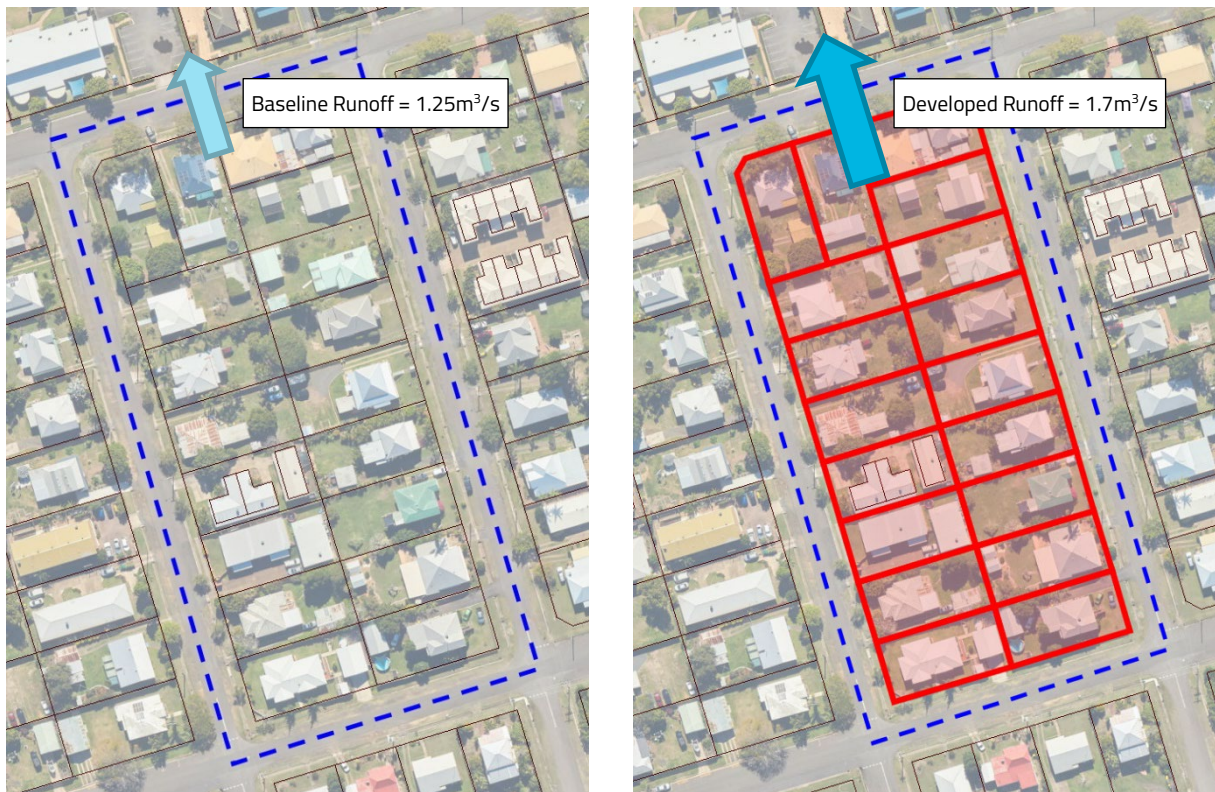 Baseline Runoff = 1.25m³/s
Developed Runoff = 1.7m³/s